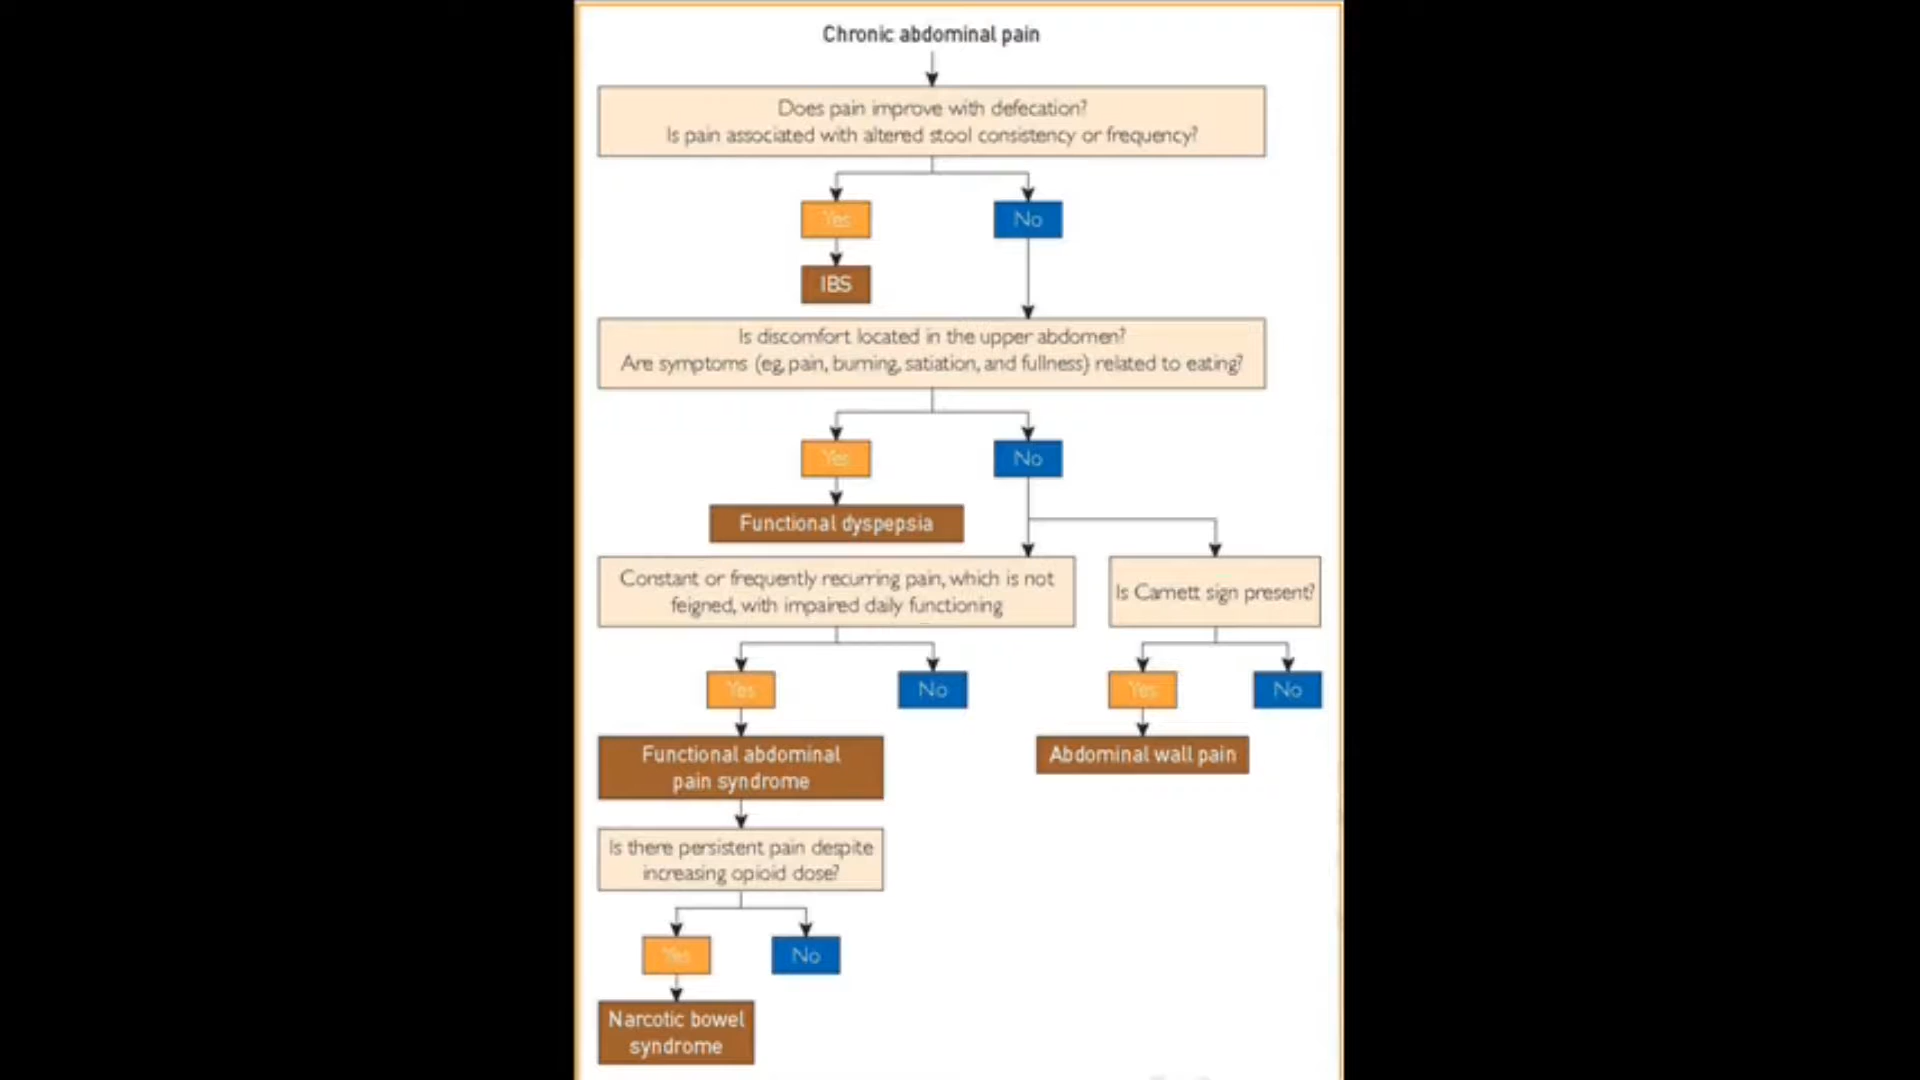 Chronic abdominal pain
Does pain improve with defecation?
Is pain associated with altered stool consistency or frequency?
Yes
No
IBS
Is discomfort located in the upper abdomen?
Are symptoms (eg, pain, burning, satiation, and fullness) related to eating?
Yes
No
Functional dyspepsia
Constant or frequently recurring pain, which is not
feigned, with impaired daily functioning
Is Carnett sign present?
Yes
No
Yes
No
Functional abdominal
pain syndrome
Abdominal wall pain
Is there persistent pain despite
increasing opioid dose?
Yes
No
Narcotic bowel
syndrome